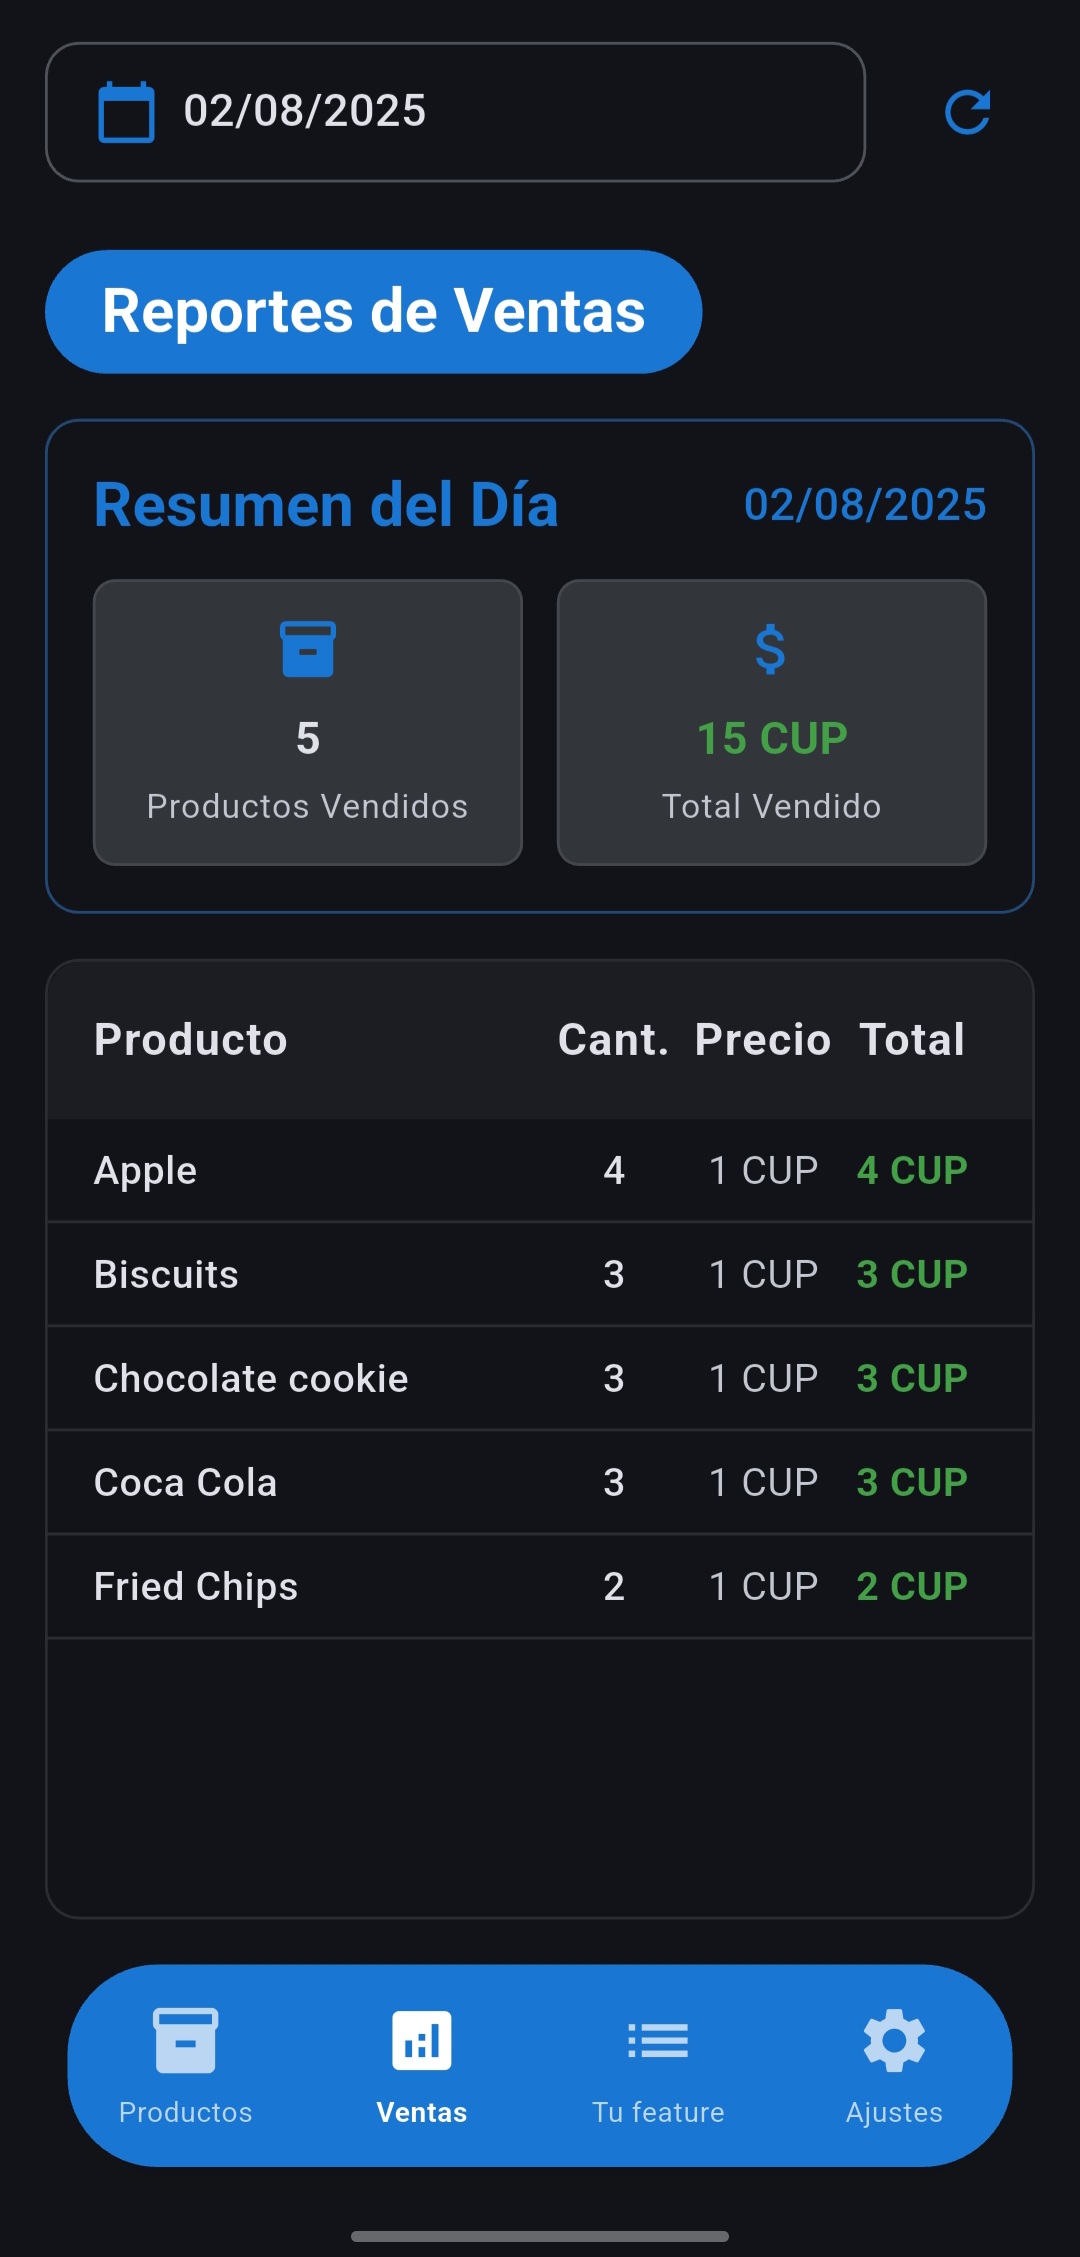 02/08/2025
Reportes de Ventas
Resumen del Día 02/08/2025
5
Productos Vendidos
$
15 CUP
Total Vendido
Producto Cant. Precio Total
Apple 4 1 CUP 4 CUP
Biscuits 3 1 CUP 3 CUP
Chocolate cookie 3 1 CUP 3 CUP
Coca Cola 3 1 CUP 3 CUP
Fried Chips 2 1 CUP 2 CUP
Productos Ventas Tu feature Ajustes